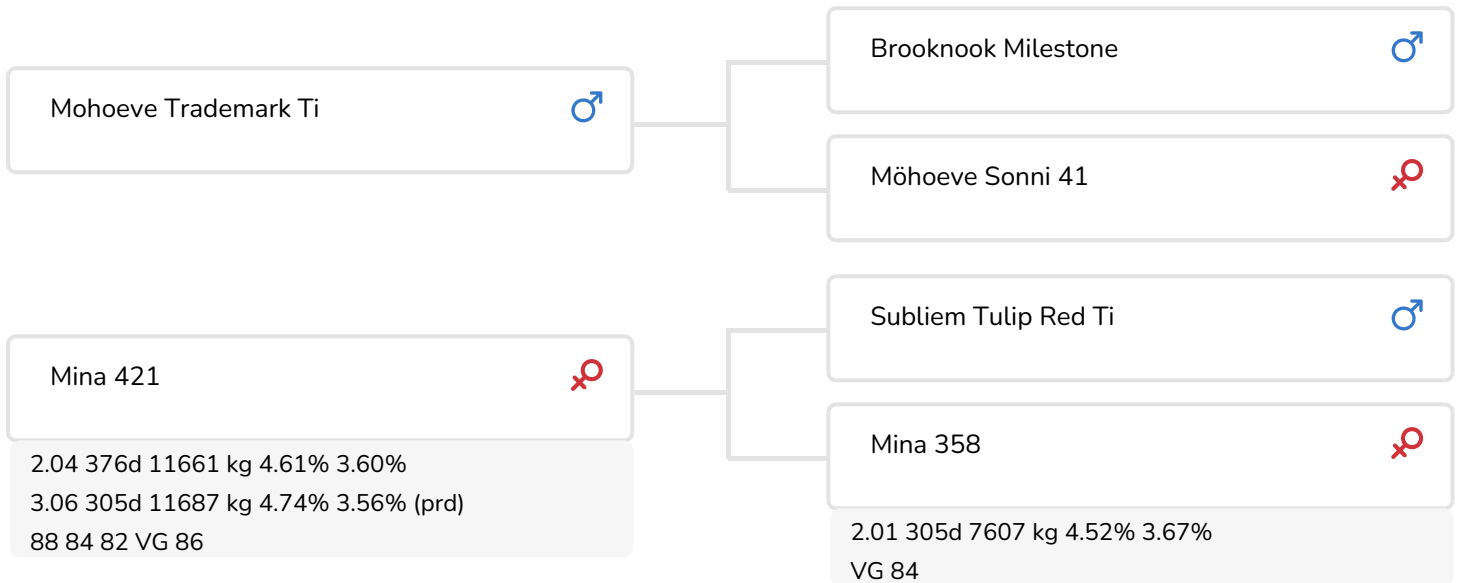 Mohoeve Trademark Ti
Brooknook Milestone
Möhoeve Sonni 41
Mina 421
2.04 376d 11661 kg 4.61% 3.60%
3.06 305d 11687 kg 4.74% 3.56% (prd)
88 84 82 VG 86
Subliem Tulip Red Ti
Mina 358
2.01 305d 7607 kg 4.52% 3.67%
VG 84